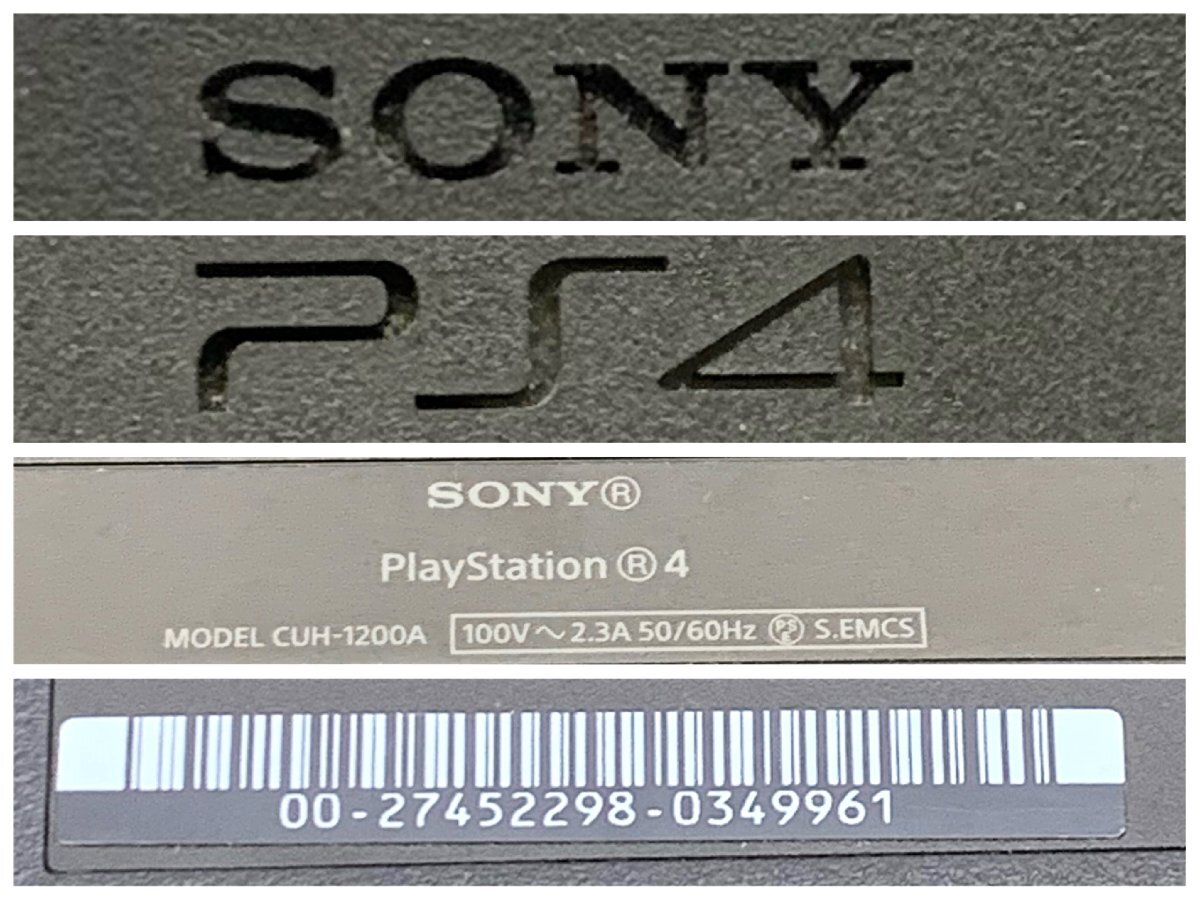 SONY
PS4
SONY®
PlayStation®4
MODEL CUH-1200A 100V～2.3A 50/60Hz PSE S.EMCS
00-27452298-0349961